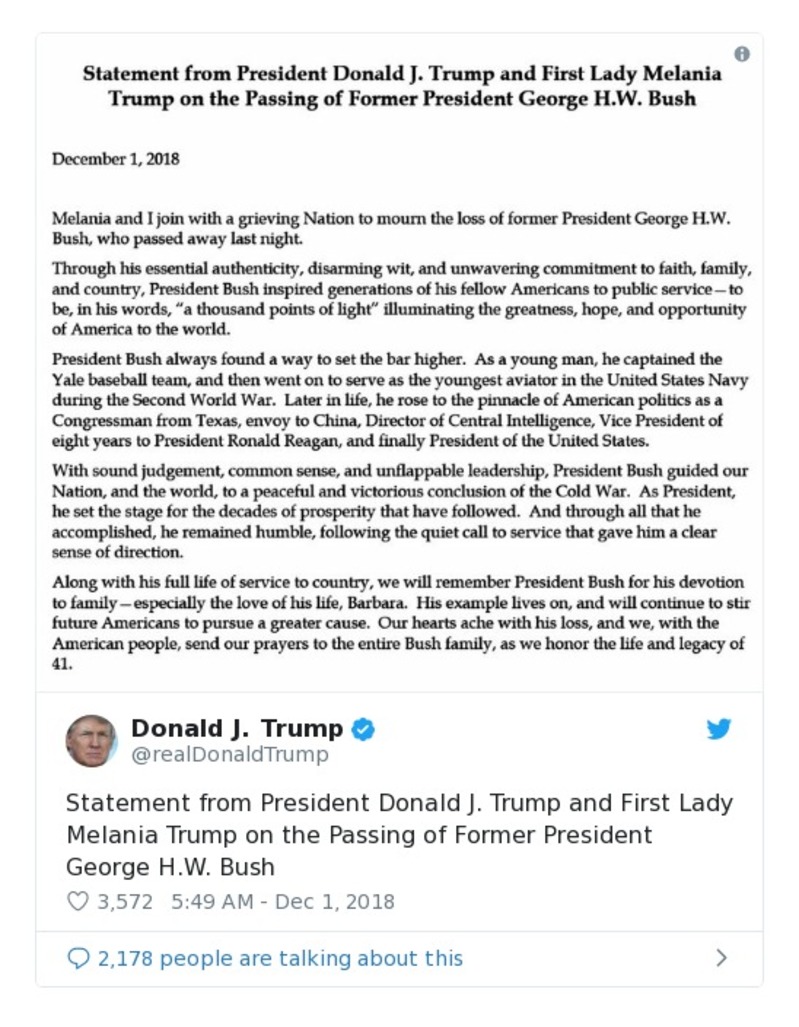 Statement from President Donald J. Trump and First Lady Melania
Trump on the Passing of Former President George H.W. Bush
December 1, 2018
Melania and I join with a grieving Nation to mourn the loss of former President George H.W.
Bush, who passed away last night.
Through his essential authenticity, disarming wit, and unwavering commitment to faith, family,
and country, President Bush inspired generations of his fellow Americans to public service—to
be, in his words, “a thousand points of light” illuminating the greatness, hope, and opportunity
of America to the world.
President Bush always found a way to set the bar higher. As a young man, he captained the
Yale baseball team, and then went on to serve as the youngest aviator in the United States Navy
during the Second World War. Later in life, he rose to the pinnacle of American politics as a
Congressman from Texas, envoy to China, Director of Central Intelligence, Vice President of
eight years to President Ronald Reagan, and finally President of the United States.
With sound judgement, common sense, and unflappable leadership, President Bush guided our
Nation, and the world, to a peaceful and victorious conclusion of the Cold War. As President,
he set the stage for the decades of prosperity that have followed. And through all that he
accomplished, he remained humble, following the quiet call to service that gave him a clear
sense of direction.
Along with his full life of service to country, we will remember President Bush for his devotion
to family—especially the love of his life, Barbara. His example lives on, and will continue to stir
future Americans to pursue a greater cause. Our hearts ache with his loss, and we, with the
American people, send our prayers to the entire Bush family, as we honor the life and legacy of
41.
Donald J. Trump
@realDonaldTrump
Statement from President Donald J. Trump and First Lady
Melania Trump on the Passing of Former President
George H.W. Bush
3,572 5:49 AM - Dec 1, 2018
2,178 people are talking about this